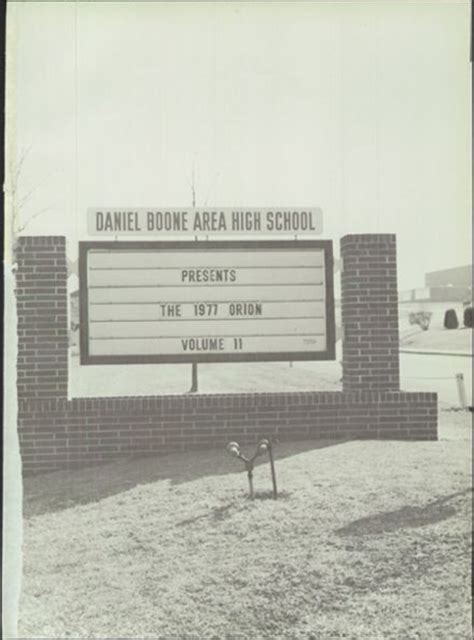 DANIEL BOONE AREA HIGH SCHOOL
PRESENTS
THE 1977 ORION
VOLUME 11